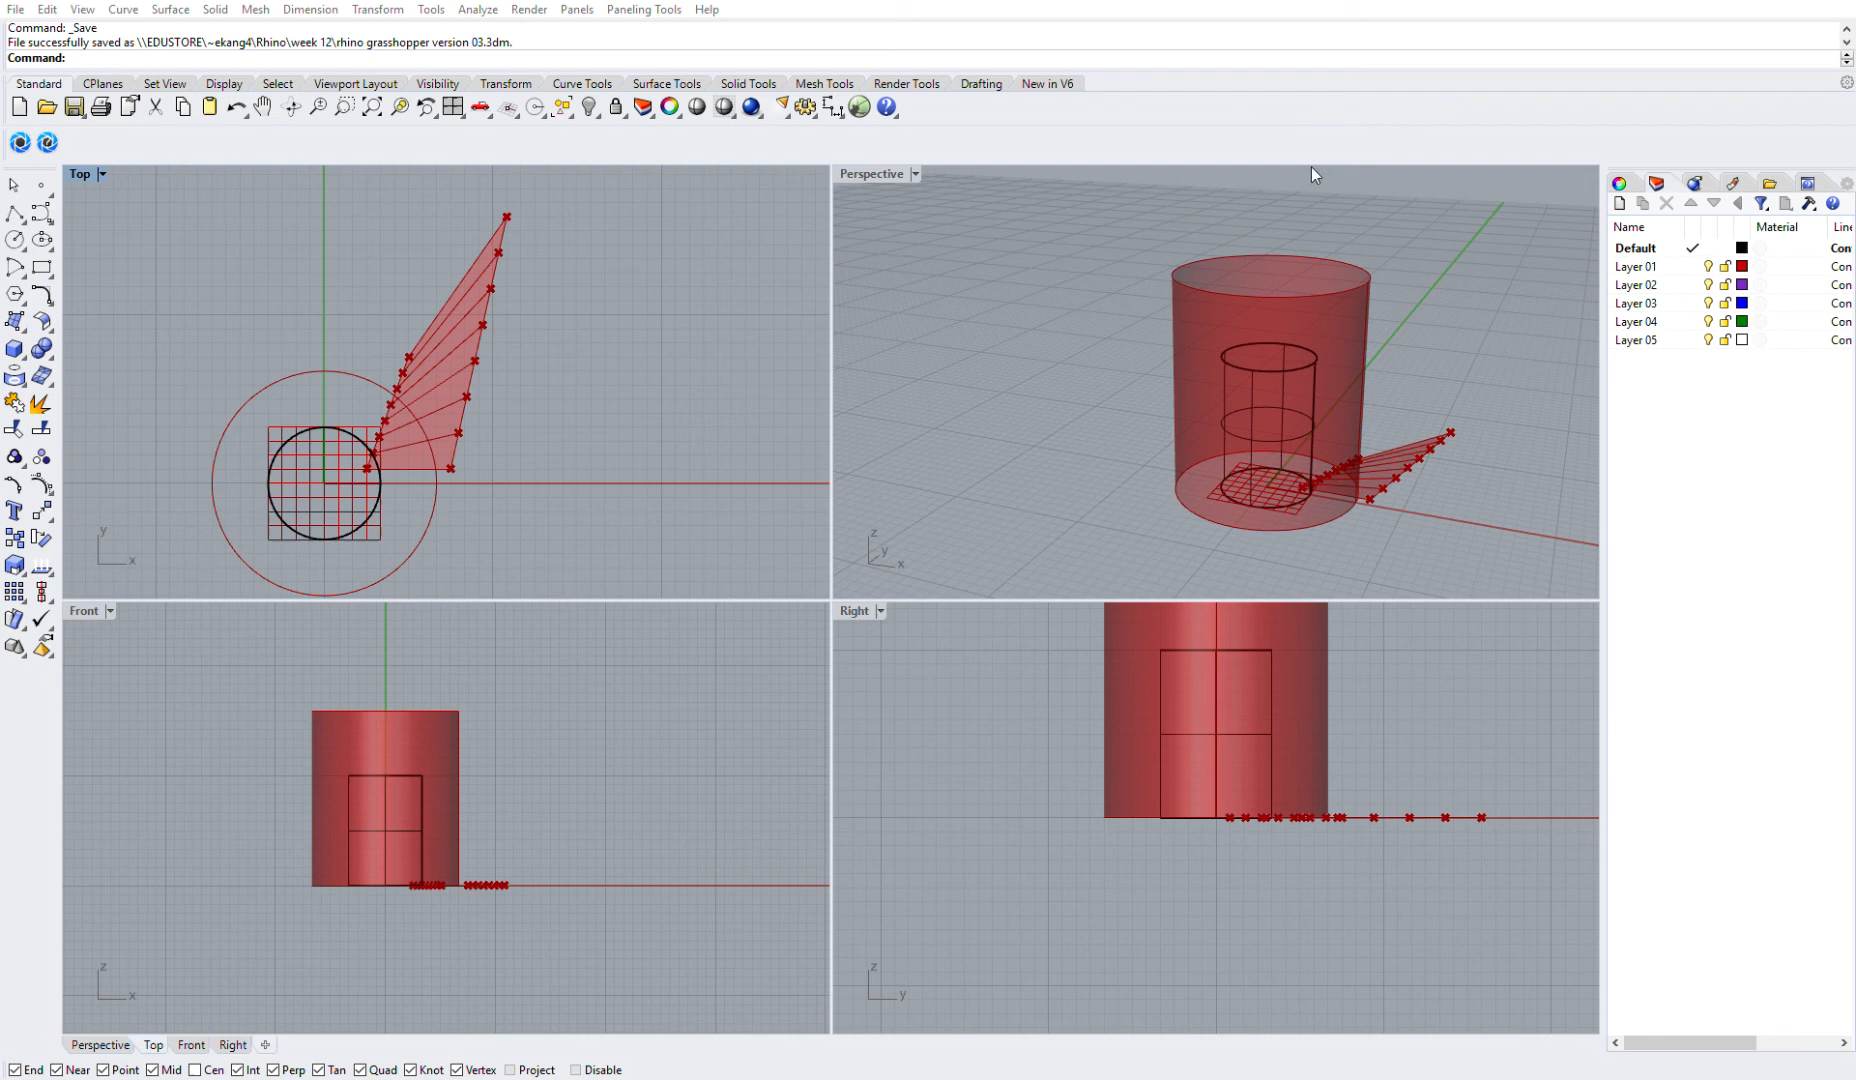 File Edit View Curve Surface Solid Mesh Dimension Transform Tools Analyze Render Panels Paneling Tools Help
Command: _Save
File successfully saved as \\EDUSTORE\~ekang4\Rhino\week 12\rhino grasshopper version 03.3dm.
Command:
Standard CPlanes Set View Display Select Viewport Layout Visibility Transform Curve Tools Surface Tools Solid Tools Mesh Tools Render Tools Drafting New in V6
Top
Perspective
Name Material Line
Default Con
Layer 01 Con
Layer 02 Con
Layer 03 Con
Layer 04 Con
Layer 05 Con
y
x
z
y
x
Front
Right
z
x
z
y
Perspective Top Front Right
End Near Point Mid Cen Int Perp Tan Quad Knot Vertex Project Disable